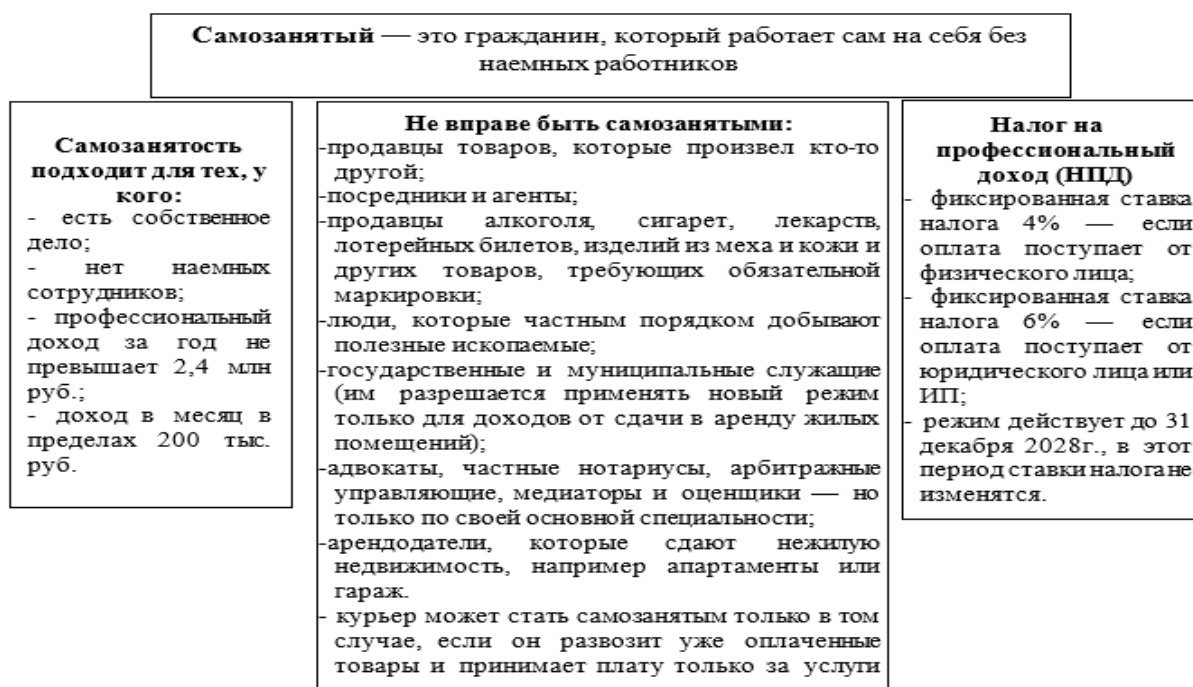 Самозанятый — это гражданин, который работает сам на себя без
наемных работников
Самозанятость
подходит для тех, у
кого:
- есть собственное
дело;
- нет наемных
сотрудников;
- профессиональный
доход за год не
превышает 2,4 млн
руб.;
- доход в месяц в
пределах 200 тыс.
руб.
Не вправе быть самозанятыми:
-продавцы товаров, которые произвел кто-то
другой;
-посредники и агенты;
-продавцы алкоголя, сигарет, лекарств,
лотерейных билетов, изделий из меха и кожи и
других товаров, требующих обязательной
маркировки;
-люди, которые частным порядком добывают
полезные ископаемые;
-государственные и муниципальные служащие
(им разрешается применять новый режим
только для доходов от сдачи в аренду жилых
помещений);
-адвокаты, частные нотариусы, арбитражные
управляющие, медиаторы и оценщики — но
только по своей основной специальности;
-арендодатели, которые сдают нежилую
недвижимость, например апартаменты или
гараж.
- курьер может стать самозанятым только в том
случае, если он развозит уже оплаченные
товары и принимает плату только за услуги
Налог на
профессиональный
доход (НПД)
- фиксированная ставка
налога 4% — если
оплата поступает от
физического лица;
- фиксированная ставка
налога 6% — если
оплата поступает от
юридического лица или
ИП;
- режим действует до 31
декабря 2028г., в этот
период ставки налога не
изменятся.